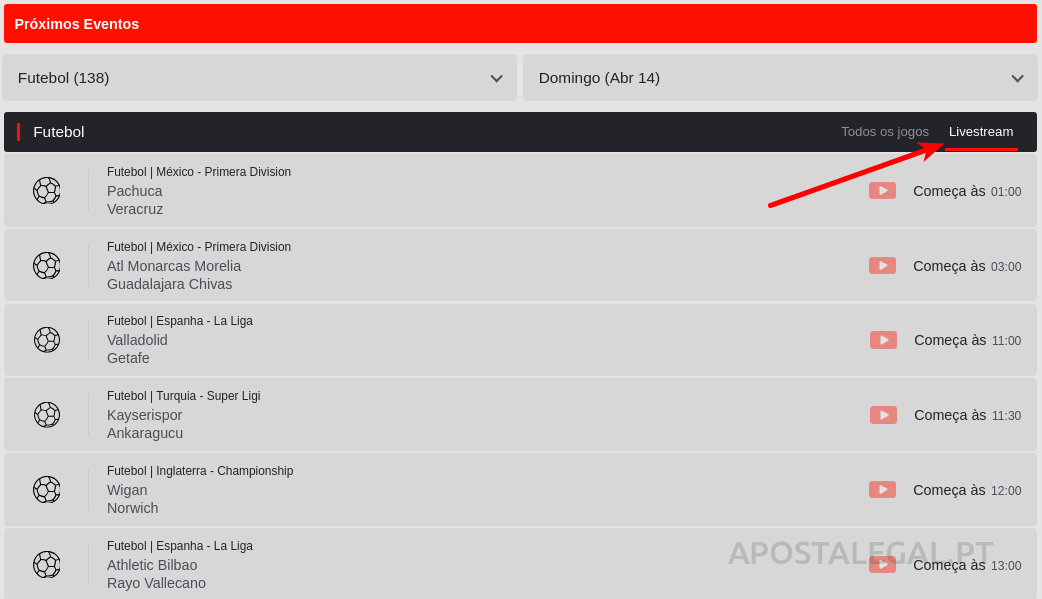 Próximos Eventos
Futebol (138)
Domingo (Abr 14)
Futebol
Todos os jogos
Livestream
Futebol | México - Primera Division
Pachuca
Veracruz
Começa às 01:00
Futebol | México - Primera Division
Atl Monarcas Morelia
Guadalajara Chivas
Começa às 03:00
Futebol | Espanha - La Liga
Valladolid
Getafe
Começa às 11:00
Futebol | Turquia - Super Ligi
Kayserispor
Ankaragucu
Começa às 11:30
Futebol | Inglaterra - Championship
Wigan
Norwich
Começa às 12:00
Futebol | Espanha - La Liga
Athletic Bilbao
Rayo Vallecano
Começa às 13:00
APOSTALEGAL.PT